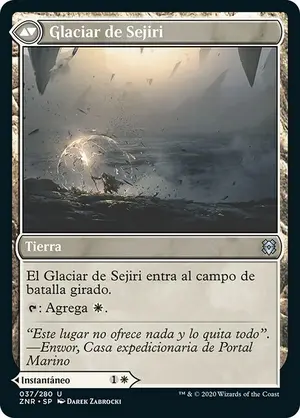 Glaciar de Sejiri
Tierra
El Glaciar de Sejiri entra al campo de
batalla girado.
: Agrega .
“Este lugar no ofrece nada y lo quita todo”.
—Enwor, Casa expedicionaria de Portal
Marino
Instantáneo 1
037/280 U
ZNR • SP Darek Zabrocki
™ & © 2020 Wizards of the Coast